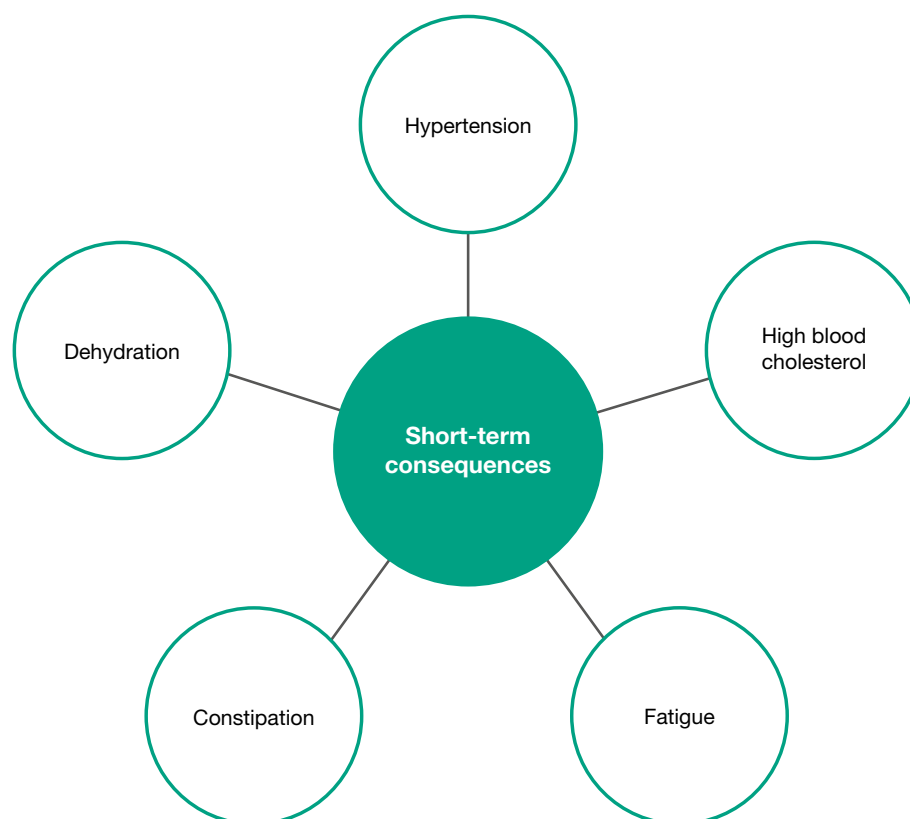 Hypertension
Dehydration
High blood
cholesterol
Short-term
consequences
Constipation
Fatigue